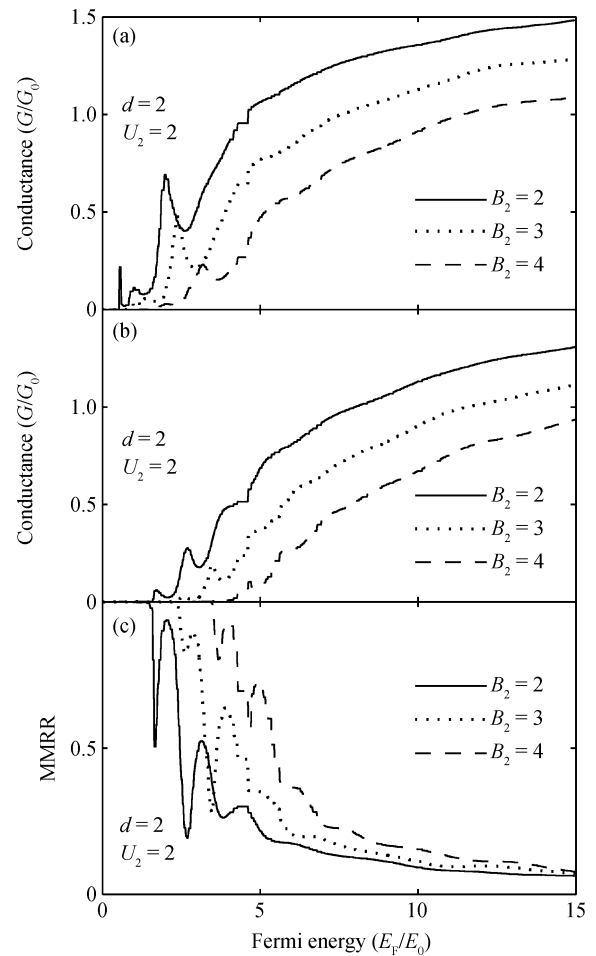 1.5
(a)
1.0
0.5
0
Conductance (G/G₀)
d = 2
U₂ = 2
B₂ = 2
B₂ = 3
B₂ = 4
(b)
1.0
0.5
0
Conductance (G/G₀)
d = 2
U₂ = 2
B₂ = 2
B₂ = 3
B₂ = 4
(c)
0.5
0
MMRR
d = 2
U₂ = 2
B₂ = 2
B₂ = 3
B₂ = 4
0 5 10 15
Fermi energy (E_F/E₀)